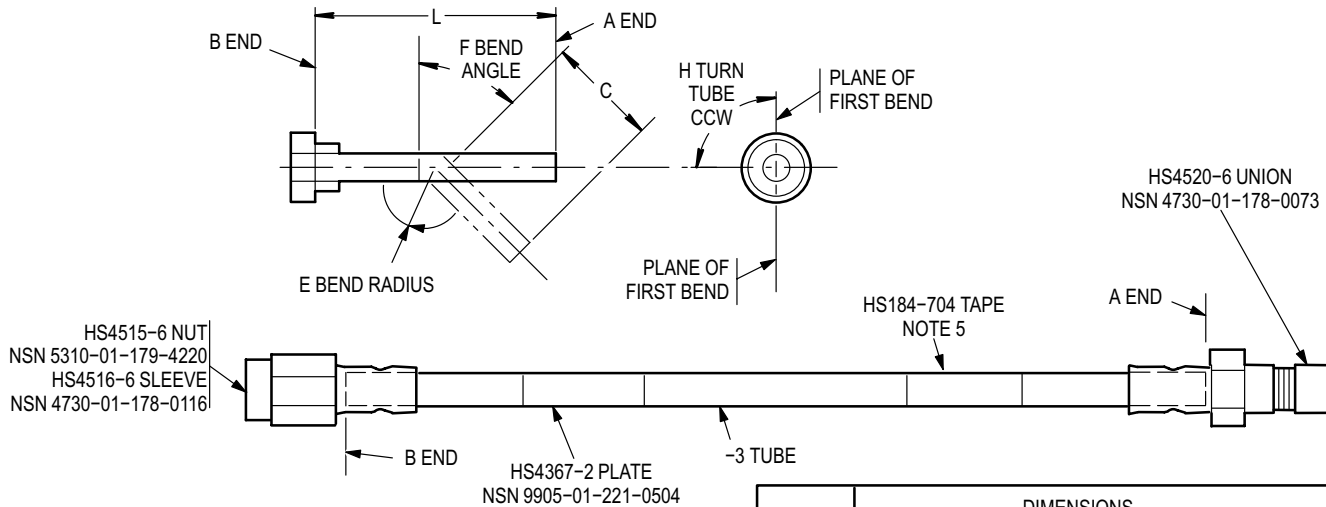 L
A END
B END
F BEND
ANGLE
C
H TURN
TUBE
CCW
PLANE OF
FIRST BEND
E BEND RADIUS
PLANE OF
FIRST BEND
HS4520−6 UNION
NSN 4730−01−178−0073
HS184-704 TAPE
NOTE 5
A END
HS4515−6 NUT
NSN 5310−01−179−4220
HS4516−6 SLEEVE
NSN 4730−01−178−0116
B END
HS4367−2 PLATE
NSN 9905−01−221−0504
−3 TUBE
DIMENSIONS